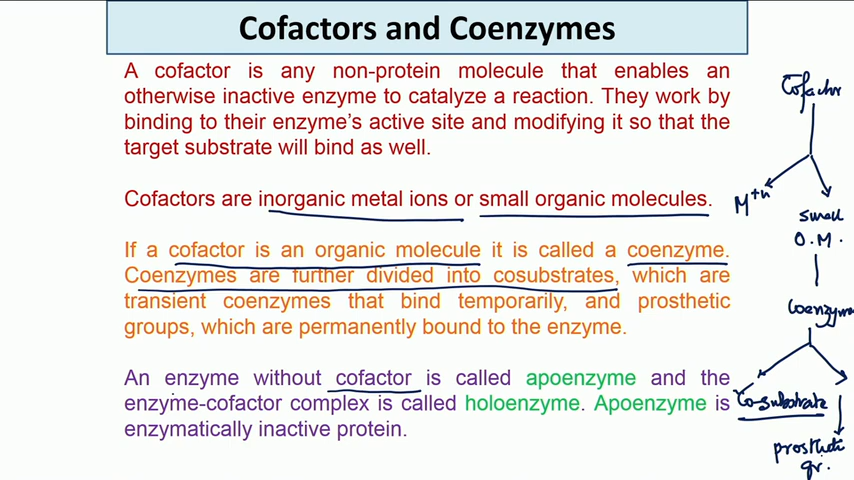 Cofactors and Coenzymes
A cofactor is any non-protein molecule that enables an
otherwise inactive enzyme to catalyze a reaction. They work by
binding to their enzyme's active site and modifying it so that the
target substrate will bind as well.
Cofactors are inorganic metal ions or small organic molecules.
If a cofactor is an organic molecule it is called a coenzyme.
Coenzymes are further divided into cosubstrates, which are
transient coenzymes that bind temporarily, and prosthetic
groups, which are permanently bound to the enzyme.
An enzyme without cofactor is called apoenzyme and the
enzyme-cofactor complex is called holoenzyme. Apoenzyme is
enzymatically inactive protein.
Cofactor
M+n
small
O.M.
Coenzyme
Co-substrate
prosthetic
gr.